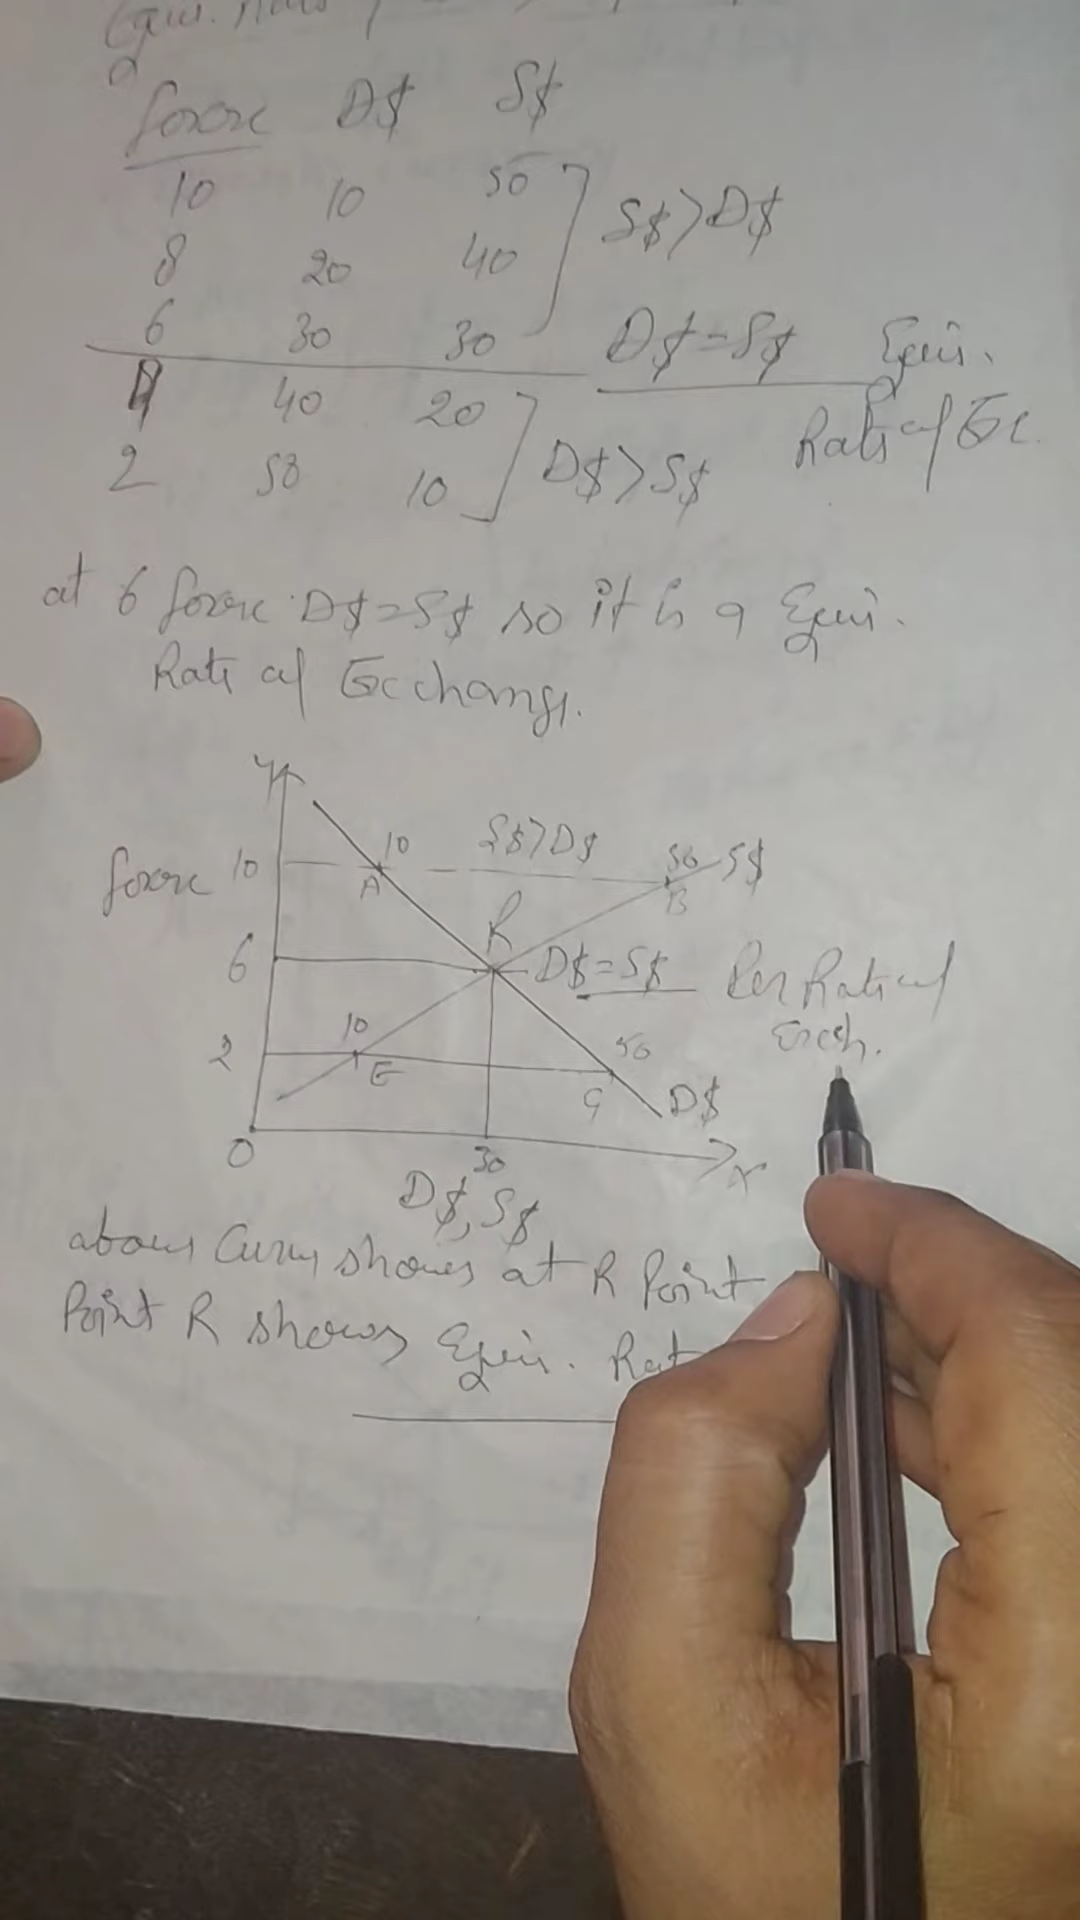 Equi. Rate
forex D$ S$
10 10 50
8 20 40 S$>D$
6 30 30 D$=S$ Equi.
4 40 20 Rate of Ex.
2 50 10 D$>S$
at 6 forex D$=S$ so it is a Equi.
Rate of Exchange.
Y
10 S$>D$
forex 10 A 50 B S$
R
6 D$=S$ Rate of
Exch.
10 50
2 E G D$
O 30 X
D$, S$
above Curve shows at R Point
Point R shows Equi. Rat